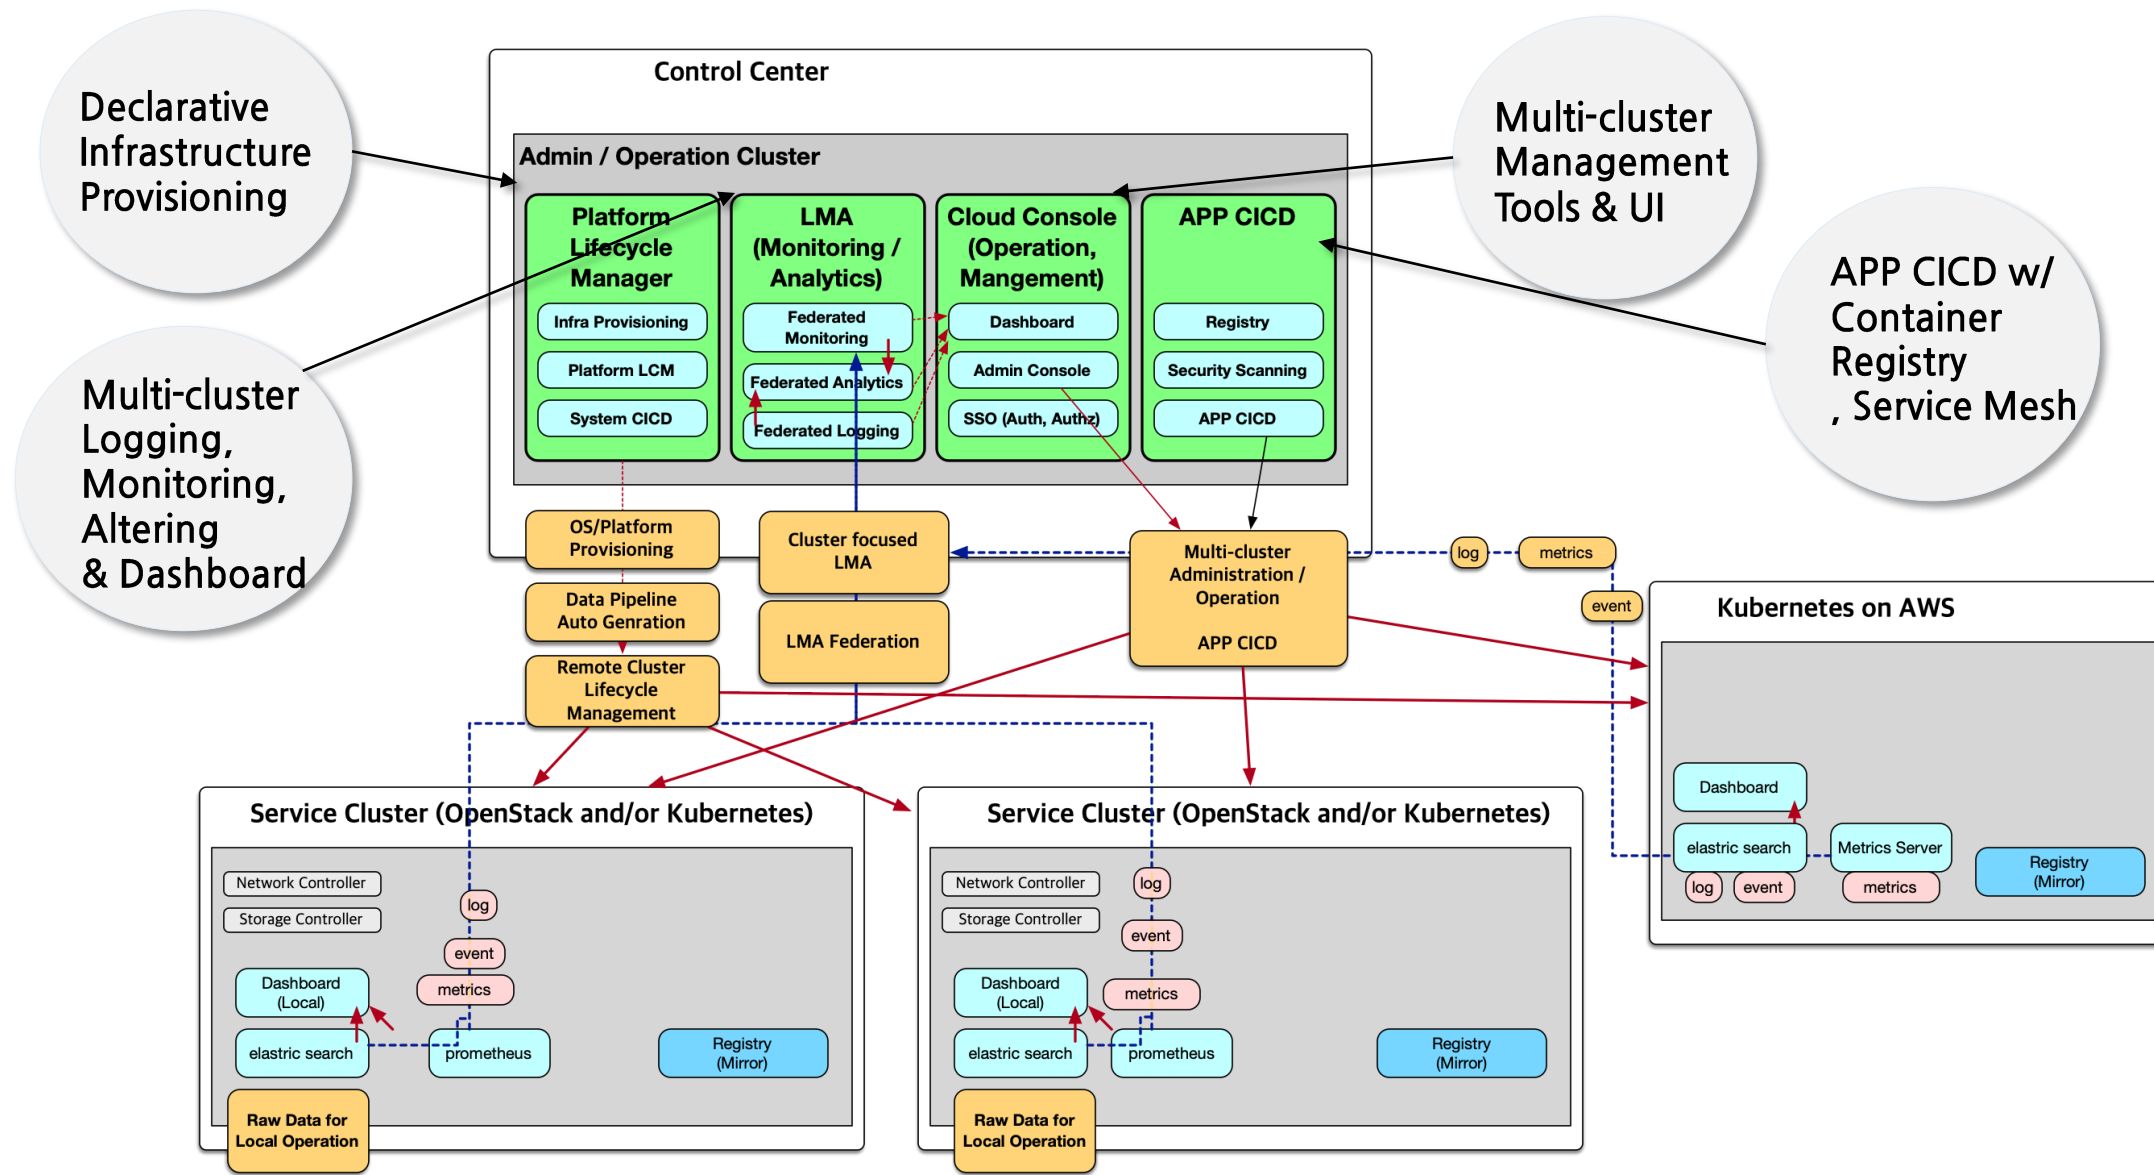 Declarative
Infrastructure
Provisioning
Multi-cluster
Logging,
Monitoring,
Altering
& Dashboard
Control Center
Admin / Operation Cluster
Platform
Lifecycle
Manager
Infra Provisioning
Platform LCM
System CICD
LMA
(Monitoring /
Analytics)
Federated
Monitoring
Federated Analytics
Federated Logging
Cloud Console
(Operation,
Mangement)
Dashboard
Admin Console
SSO (Auth, Authz)
APP CICD
Registry
Security Scanning
APP CICD
Multi-cluster
Management
Tools & UI
APP CICD w/
Container
Registry
, Service Mesh
OS/Platform
Provisioning
Data Pipeline
Auto Genration
Remote Cluster
Lifecycle
Management
Cluster focused
LMA
LMA Federation
Multi-cluster
Administration /
Operation
APP CICD
log
metrics
event
Kubernetes on AWS
Dashboard
elastric search
Metrics Server
log
event
metrics
Registry
(Mirror)
Service Cluster (OpenStack and/or Kubernetes)
Network Controller
Storage Controller
log
event
metrics
Dashboard
(Local)
elastric search
prometheus
Registry
(Mirror)
Raw Data for
Local Operation
Service Cluster (OpenStack and/or Kubernetes)
Network Controller
Storage Controller
log
event
metrics
Dashboard
(Local)
elastric search
prometheus
Registry
(Mirror)
Raw Data for
Local Operation